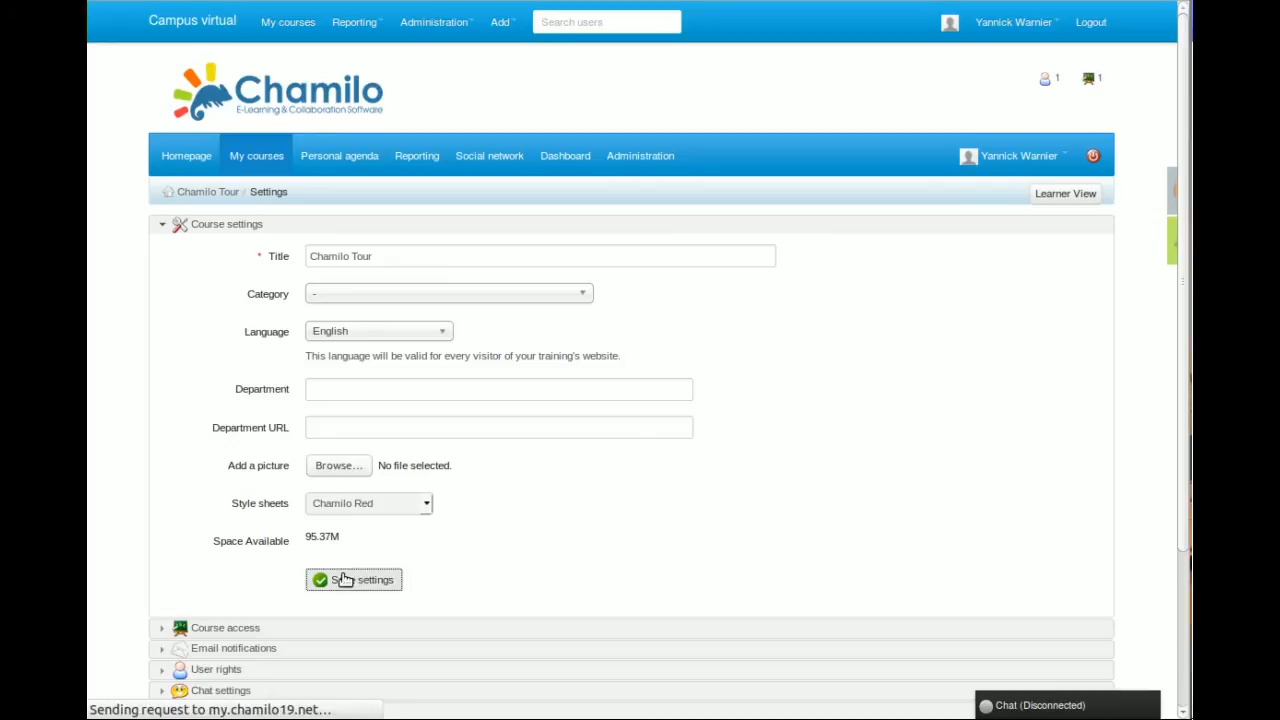 Campus virtual My courses Reporting Administration Add Search users Yannick Warnier Logout
Chamilo
E-Learning & Collaboration Software
1 1
Homepage My courses Personal agenda Reporting Social network Dashboard Administration Yannick Warnier
Chamilo Tour / Settings Learner View
Course settings
* Title Chamilo Tour
Category -
Language English
This language will be valid for every visitor of your training's website.
Department
Department URL
Add a picture Browse... No file selected.
Style sheets Chamilo Red
Space Available 95.37M
settings
Course access
Email notifications
User rights
Chat settings
Sending request to my.chamilo19.net...
Chat (Disconnected)